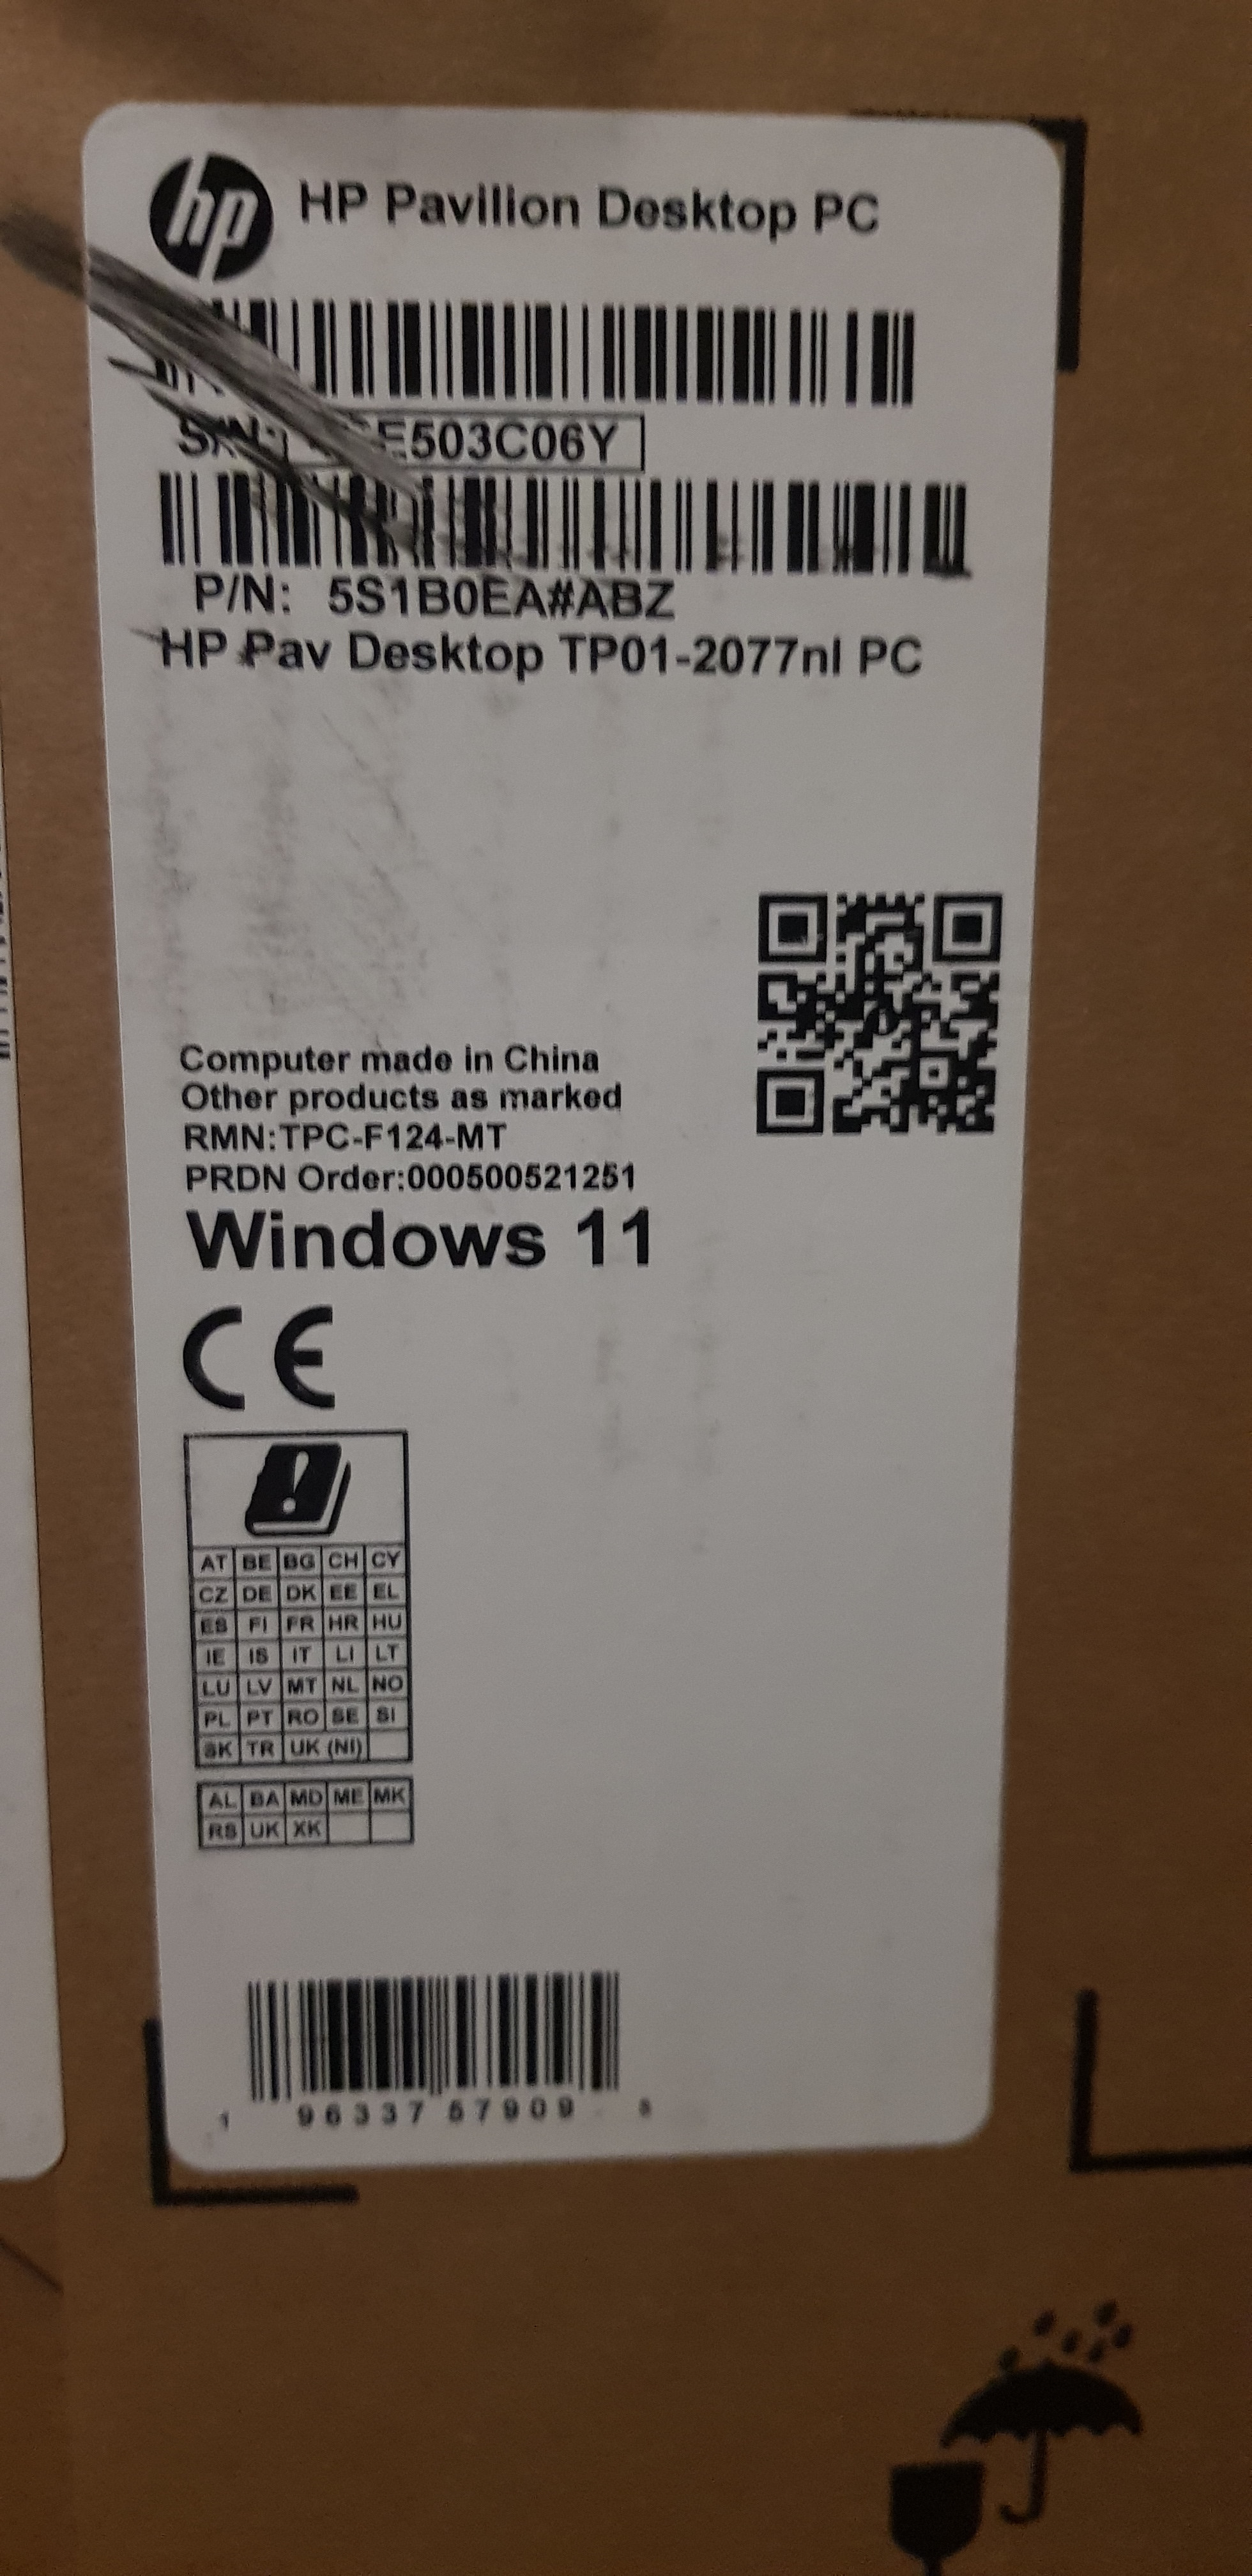 hp HP Pavilion Desktop PC
S/N: E503C06Y
P/N: 5S1B0EA#ABZ
HP Pav Desktop TP01-2077nl PC
Computer made in China
Other products as marked
RMN:TPC-F124-MT
PRDN Order:000500521251
Windows 11
CE
AT BE BG CH CY
CZ DE DK EE EL
ES FI FR HR HU
IE IS IT LI LT
LU LV MT NL NO
PL PT RO SE SI
SK TR UK (NI)
AL BA MD ME MK
RS UK XK
1 96337 57909 8